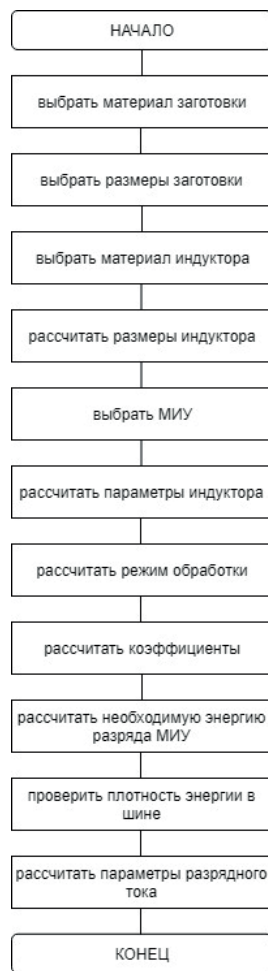 НАЧАЛО
выбрать материал заготовки
выбрать размеры заготовки
выбрать материал индуктора
рассчитать размеры индуктора
выбрать МИУ
рассчитать параметры индуктора
рассчитать режим обработки
рассчитать коэффициенты
рассчитать необходимую энергию
разряда МИУ
проверить плотность энергии в
шине
рассчитать параметры разрядного
тока
КОНЕЦ